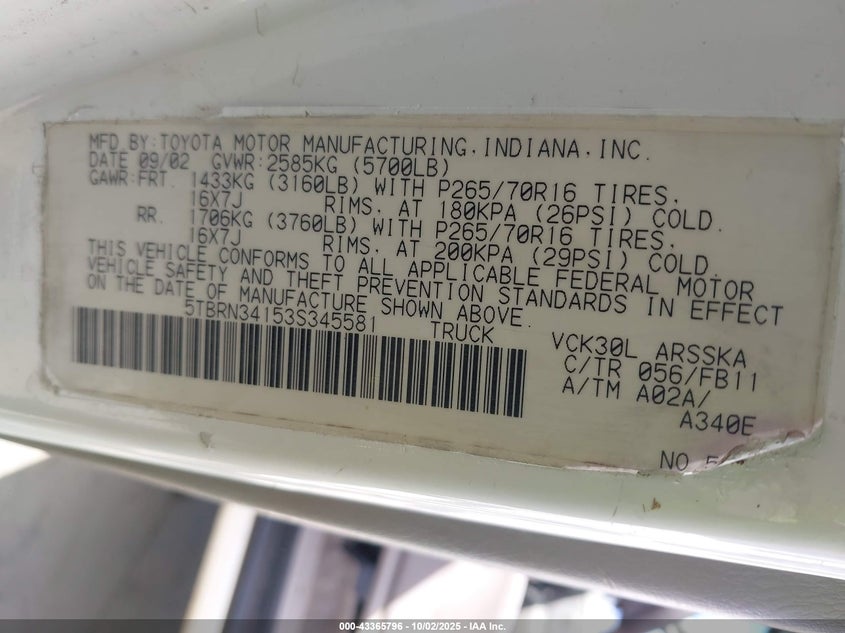 MFD BY:TOYOTA MOTOR MANUFACTURING,INDIANA,INC.
DATE 09/02 GVWR:2585KG (5700LB)
GAWR:FRT. 1433KG (3160LB) WITH P265/70R16 TIRES,
16X7J RIMS. AT 180KPA (26PSI) COLD.
RR. 1706KG (3760LB) WITH P265/70R16 TIRES,
16X7J RIMS. AT 200KPA (29PSI) COLD.
THIS VEHICLE CONFORMS TO ALL APPLICABLE FEDERAL MOTOR
VEHICLE SAFETY AND THEFT PREVENTION STANDARDS IN EFFECT
ON THE DATE OF MANUFACTURE SHOWN ABOVE.
5TBRN34153S345581 TRUCK
VCK30L ARSSKA
C/TR 056/FB11
A/TM A02A/
A340E
NO
000-43365796 - 10/02/2025 - IAA Inc.